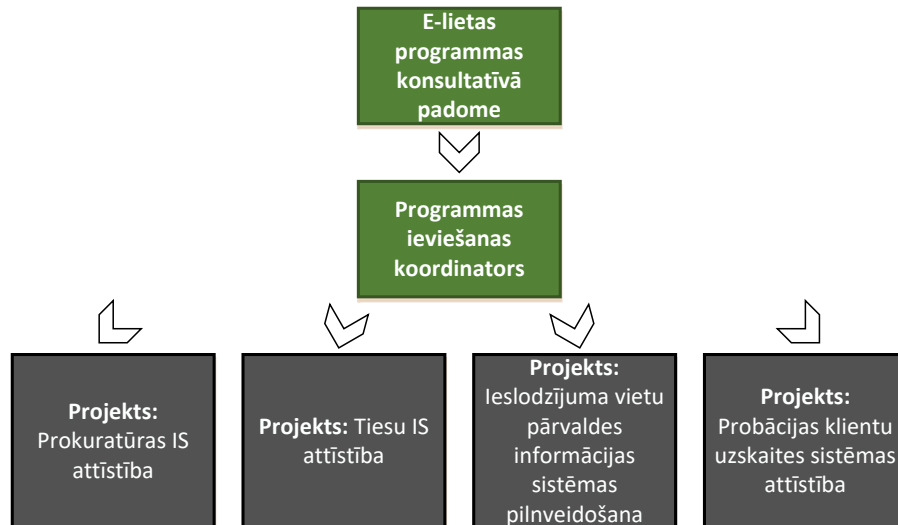 E-lietas
programmas
konsultatīvā
padome
Programmas
ieviešanas
koordinators
Projekts:
Prokuratūras IS
attīstība
Projekts: Tiesu IS
attīstība
Projekts:
Ieslodzījuma vietu
pārvaldes
informācijas
sistēmas
pilnveidošana
Projekts:
Probācijas klientu
uzskaites sistēmas
attīstība